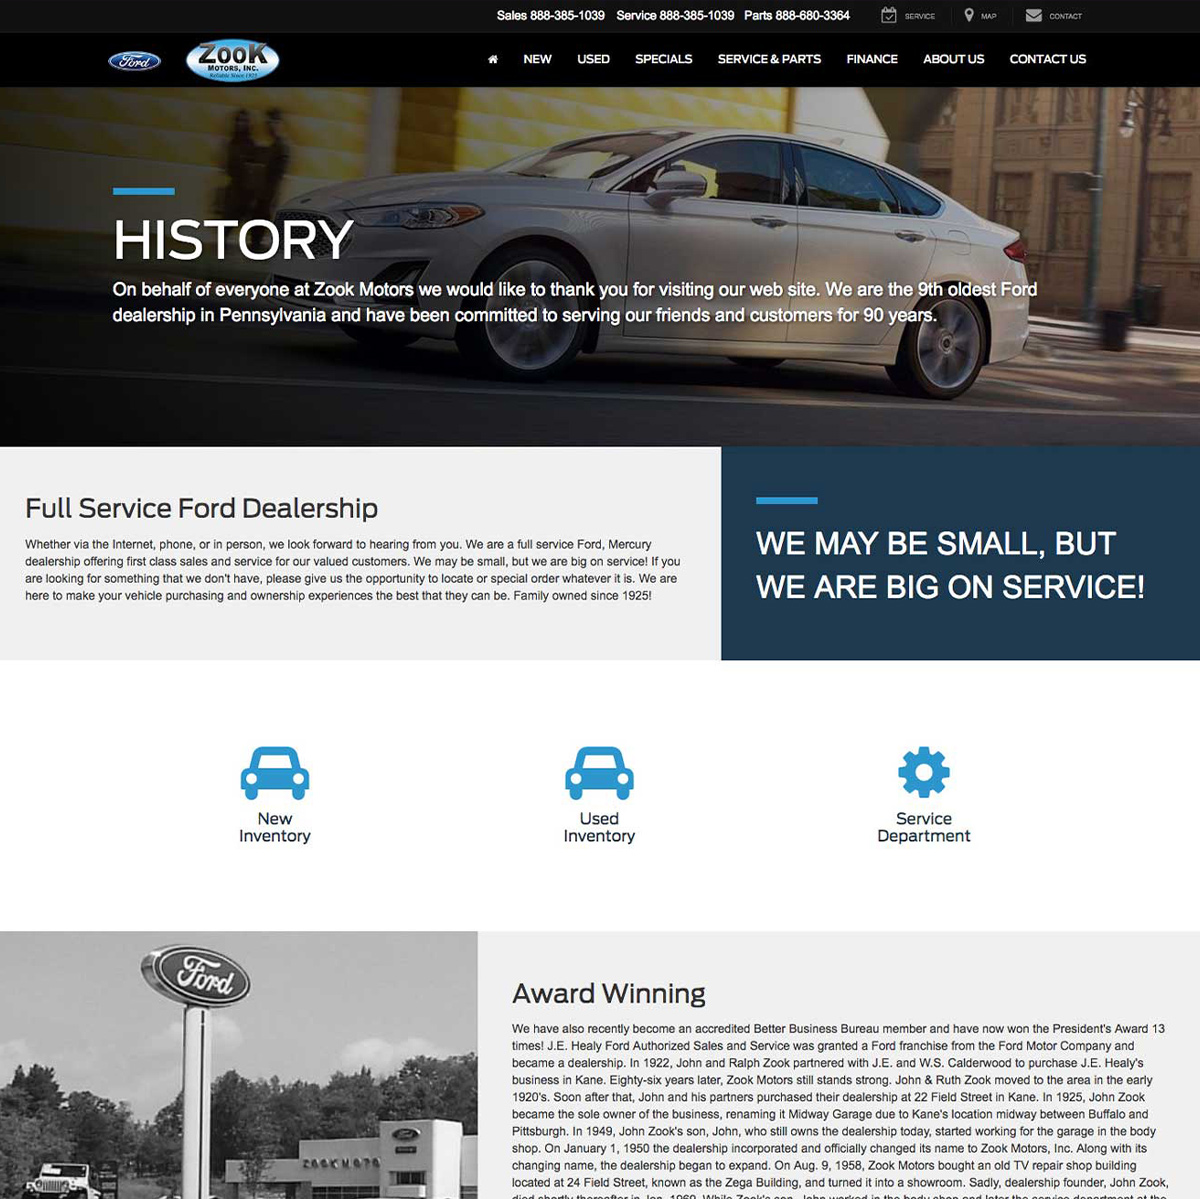 Sales 888-385-1039 Service 888-385-1039 Parts 888-680-3364 SERVICE MAP CONTACT
Ford ZOOK MOTORS, INC. Reliable Since 1925 NEW USED SPECIALS SERVICE & PARTS FINANCE ABOUT US CONTACT US
HISTORY
On behalf of everyone at Zook Motors we would like to thank you for visiting our web site. We are the 9th oldest Ford
dealership in Pennsylvania and have been committed to serving our friends and customers for 90 years.
Full Service Ford Dealership
Whether via the Internet, phone, or in person, we look forward to hearing from you. We are a full service Ford, Mercury
dealership offering first class sales and service for our valued customers. We may be small, but we are big on service! If you
are looking for something that we don't have, please give us the opportunity to locate or special order whatever it is. We are
here to make your vehicle purchasing and ownership experiences the best that they can be. Family owned since 1925!
WE MAY BE SMALL, BUT
WE ARE BIG ON SERVICE!
New
Inventory
Used
Inventory
Service
Department
Ford
ZOOK MOTO
Award Winning
We have also recently become an accredited Better Business Bureau member and have now won the President's Award 13
times! J.E. Healy Ford Authorized Sales and Service was granted a Ford franchise from the Ford Motor Company and
became a dealership. In 1922, John and Ralph Zook partnered with J.E. and W.S. Calderwood to purchase J.E. Healy's
business in Kane. Eighty-six years later, Zook Motors still stands strong. John & Ruth Zook moved to the area in the early
1920's. Soon after that, John and his partners purchased their dealership at 22 Field Street in Kane. In 1925, John Zook
became the sole owner of the business, renaming it Midway Garage due to Kane's location midway between Buffalo and
Pittsburgh. In 1949, John Zook's son, John, who still owns the dealership today, started working for the garage in the body
shop. On January 1, 1950 the dealership incorporated and officially changed its name to Zook Motors, Inc. Along with its
changing name, the dealership began to expand. On Aug. 9, 1958, Zook Motors bought an old TV repair shop building
located at 24 Field Street, known as the Zega Building, and turned it into a showroom. Sadly, dealership founder, John Zook,